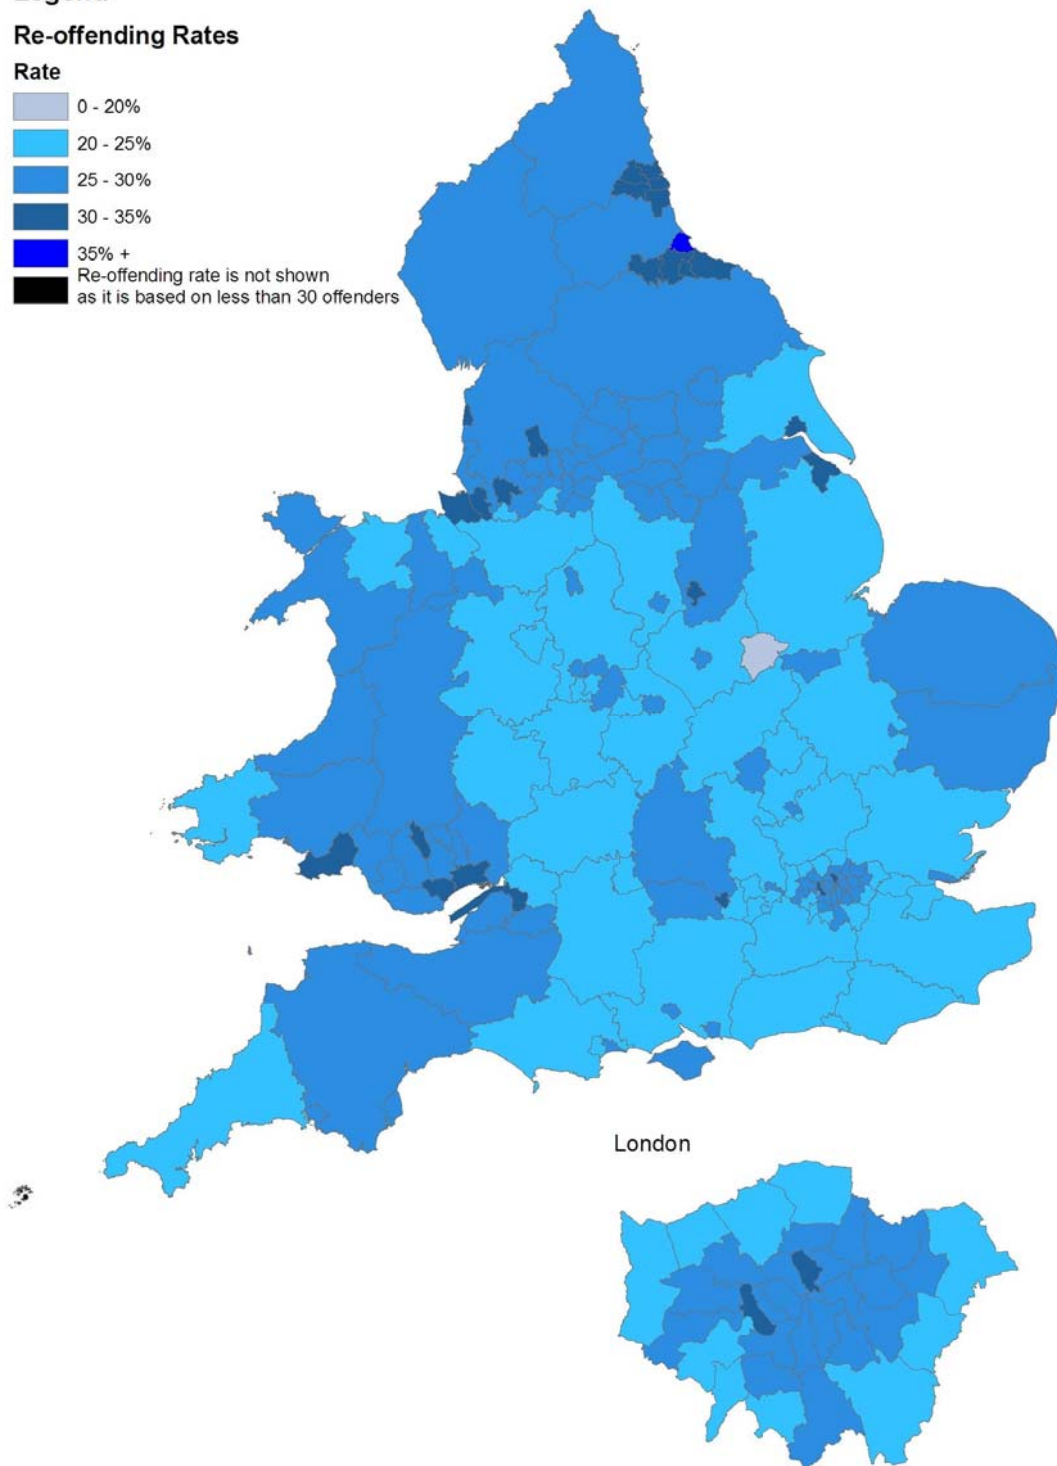 Re-offending Rates
Rate
0 - 20%
20 - 25%
25 - 30%
30 - 35%
35% +
Re-offending rate is not shown
as it is based on less than 30 offenders
London